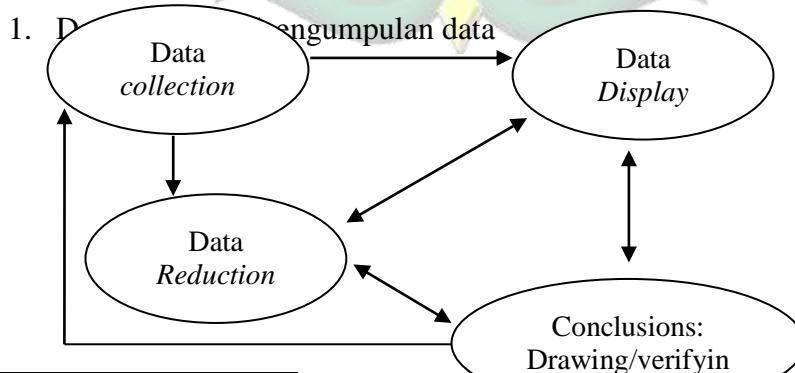 1. D engumpulan data
Data
collection
Data
Display
Data
Reduction
Conclusions:
Drawing/verifyin